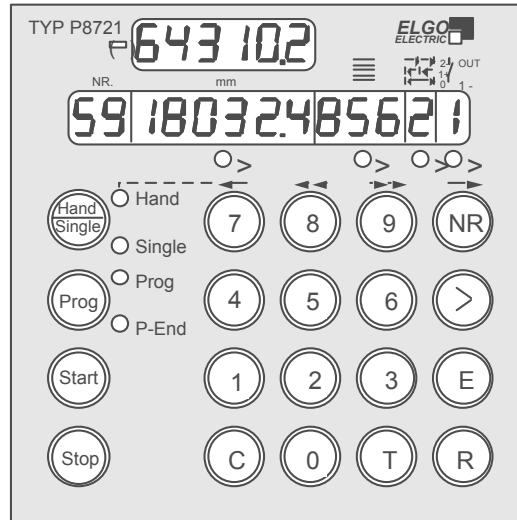 TYP P8721
64310.2
ELGO
ELECTRIC
2-
1+
0
OUT
1 -
NR.
mm
59 18032.4 856 2 1
> > > >
Hand
Single
Hand
Single
7 8 9 NR
Prog
Prog
P-End
4 5 6 >
Start
1 2 3 E
Stop
C 0 T R